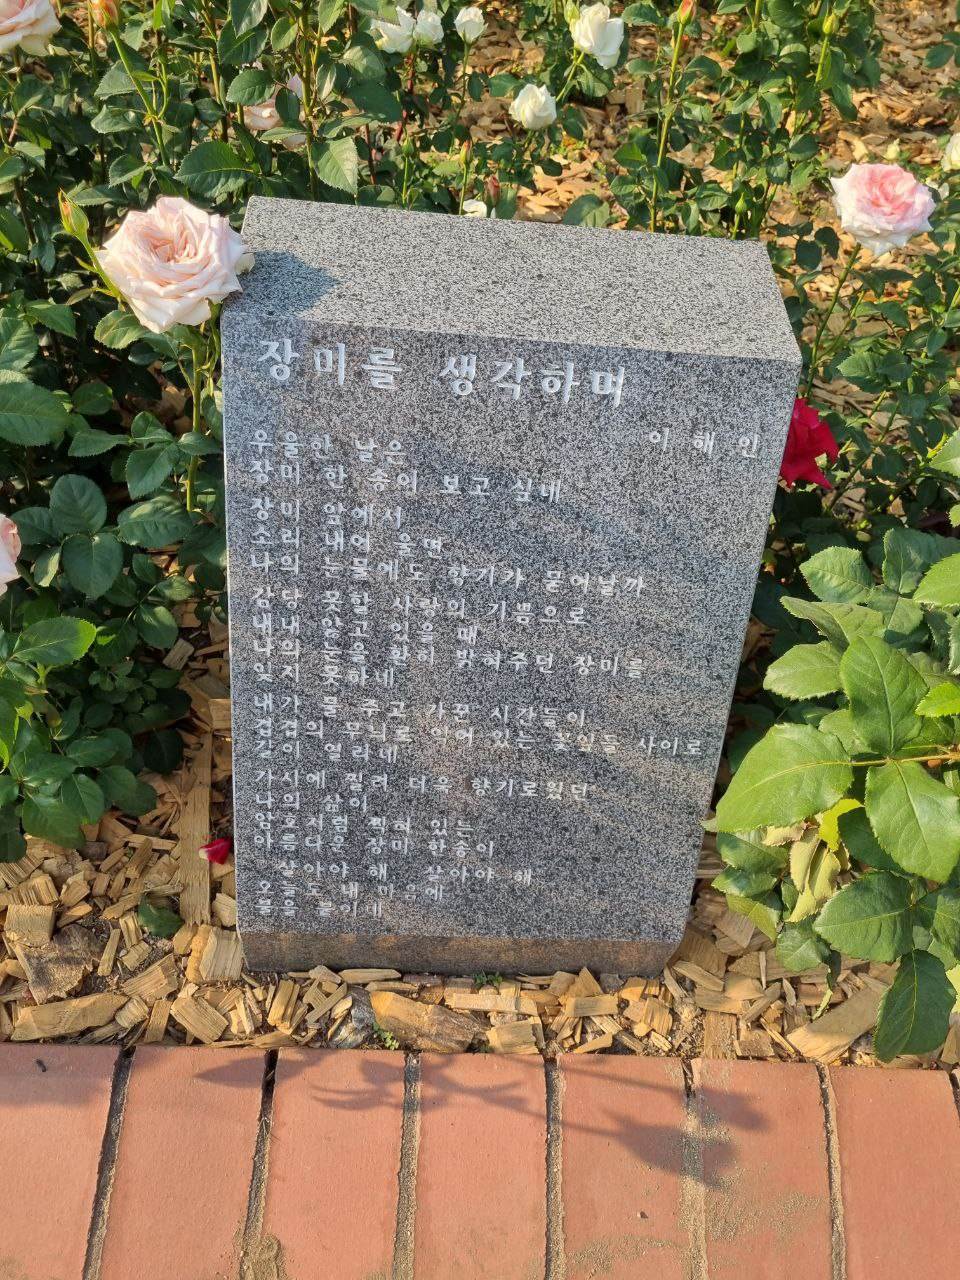 장미를 생각하며
이 해 인
우울한 날은
장미 한 송이 보고 싶네
장미 앞에서
소리 내어 울면
나의 눈물에도 향기가 묻어날까
감당 못할 사랑의 기쁨으로
내내 앓고 있을 때
나의 눈을 환히 밝혀주던 장미를
잊지 못하네
내가 물 주고 가꾼 시간들이
겹겹의 무늬로 익어 있는 꽃잎들 사이로
길이 열리네
가시에 찔려 더욱 향기로웠던
나의 삶이
암호처럼 찍혀 있는
아름다운 장미 한송이
살아야 해, 살아야 해
오늘도 내 마음에
불을 붙이네